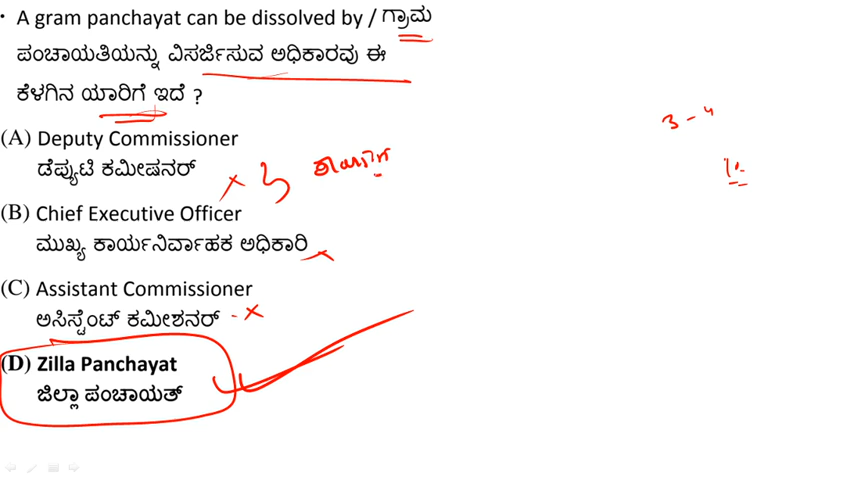 • A gram panchayat can be dissolved by / ಗ್ರಾಮ
ಪಂಚಾಯತಿಯನ್ನು ವಿಸರ್ಜಿಸುವ ಅಧಿಕಾರವು ಈ
ಕೆಳಗಿನ ಯಾರಿಗೆ ಇದೆ ?
3 - 4
(A) Deputy Commissioner
ಡೆಪ್ಯುಟಿ ಕಮೀಷನರ್
(B) Chief Executive Officer
ಮುಖ್ಯ ಕಾರ್ಯನಿರ್ವಾಹಕ ಅಧಿಕಾರಿ
(C) Assistant Commissioner
ಅಸಿಸ್ಟೆಂಟ್ ಕಮೀಶನರ್
(D) Zilla Panchayat
ಜಿಲ್ಲಾ ಪಂಚಾಯತ್